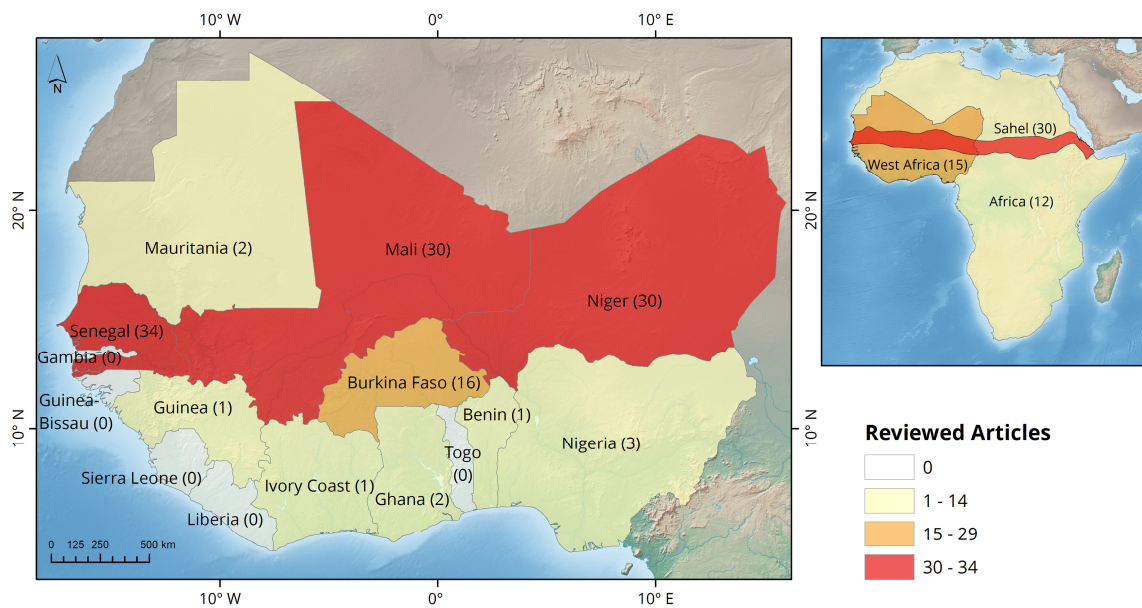 10° W
0°
10° E
N
20° N
10° N
Mauritania (2)
Mali (30)
Niger (30)
Senegal (34)
Gambia (0)
Burkina Faso (16)
Guinea-
Bissau (0)
Guinea (1)
Benin (1)
Nigeria (3)
Togo
(0)
Sierra Leone (0)
Ivory Coast (1)
Ghana (2)
Liberia (0)
0 125 250 500 km
10° W
0°
10° E
20° N
10° N
Sahel (30)
West Africa (15)
Africa (12)
Reviewed Articles
0
1 - 14
15 - 29
30 - 34